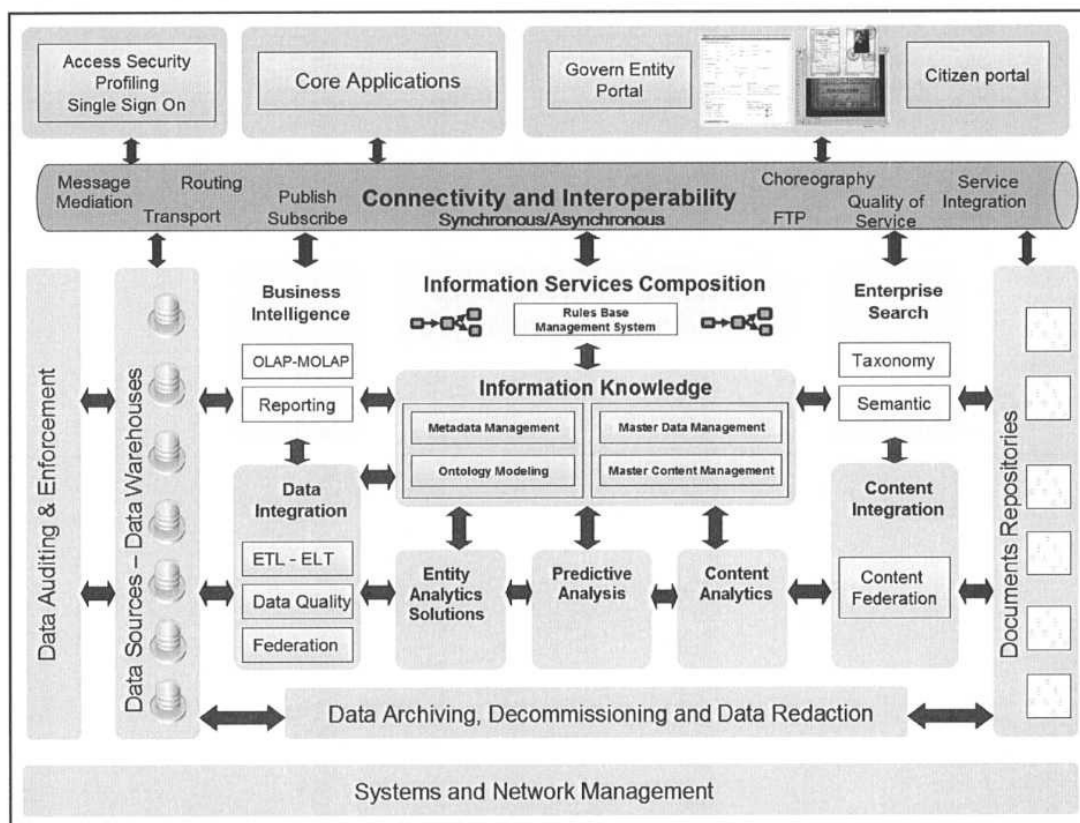 Access Security
Profiling
Single Sign On
Core Applications
Govern Entity
Portal
Citizen portal
Message
Mediation
Routing
Transport
Publish
Subscribe
Connectivity and Interoperability
Synchronous/Asynchronous
Choreography
FTP
Quality of
Service
Service
Integration
Data Auditing & Enforcement
Data Sources – Data Warehouses
Business
Intelligence
OLAP-MOLAP
Reporting
Information Services Composition
Rules Base
Management System
Enterprise
Search
Taxonomy
Semantic
Information Knowledge
Metadata Management
Master Data Management
Ontology Modeling
Master Content Management
Data
Integration
ETL - ELT
Data Quality
Federation
Entity
Analytics
Solutions
Predictive
Analysis
Content
Analytics
Content
Integration
Content
Federation
Documents Repositories
Data Archiving, Decommissioning and Data Redaction
Systems and Network Management